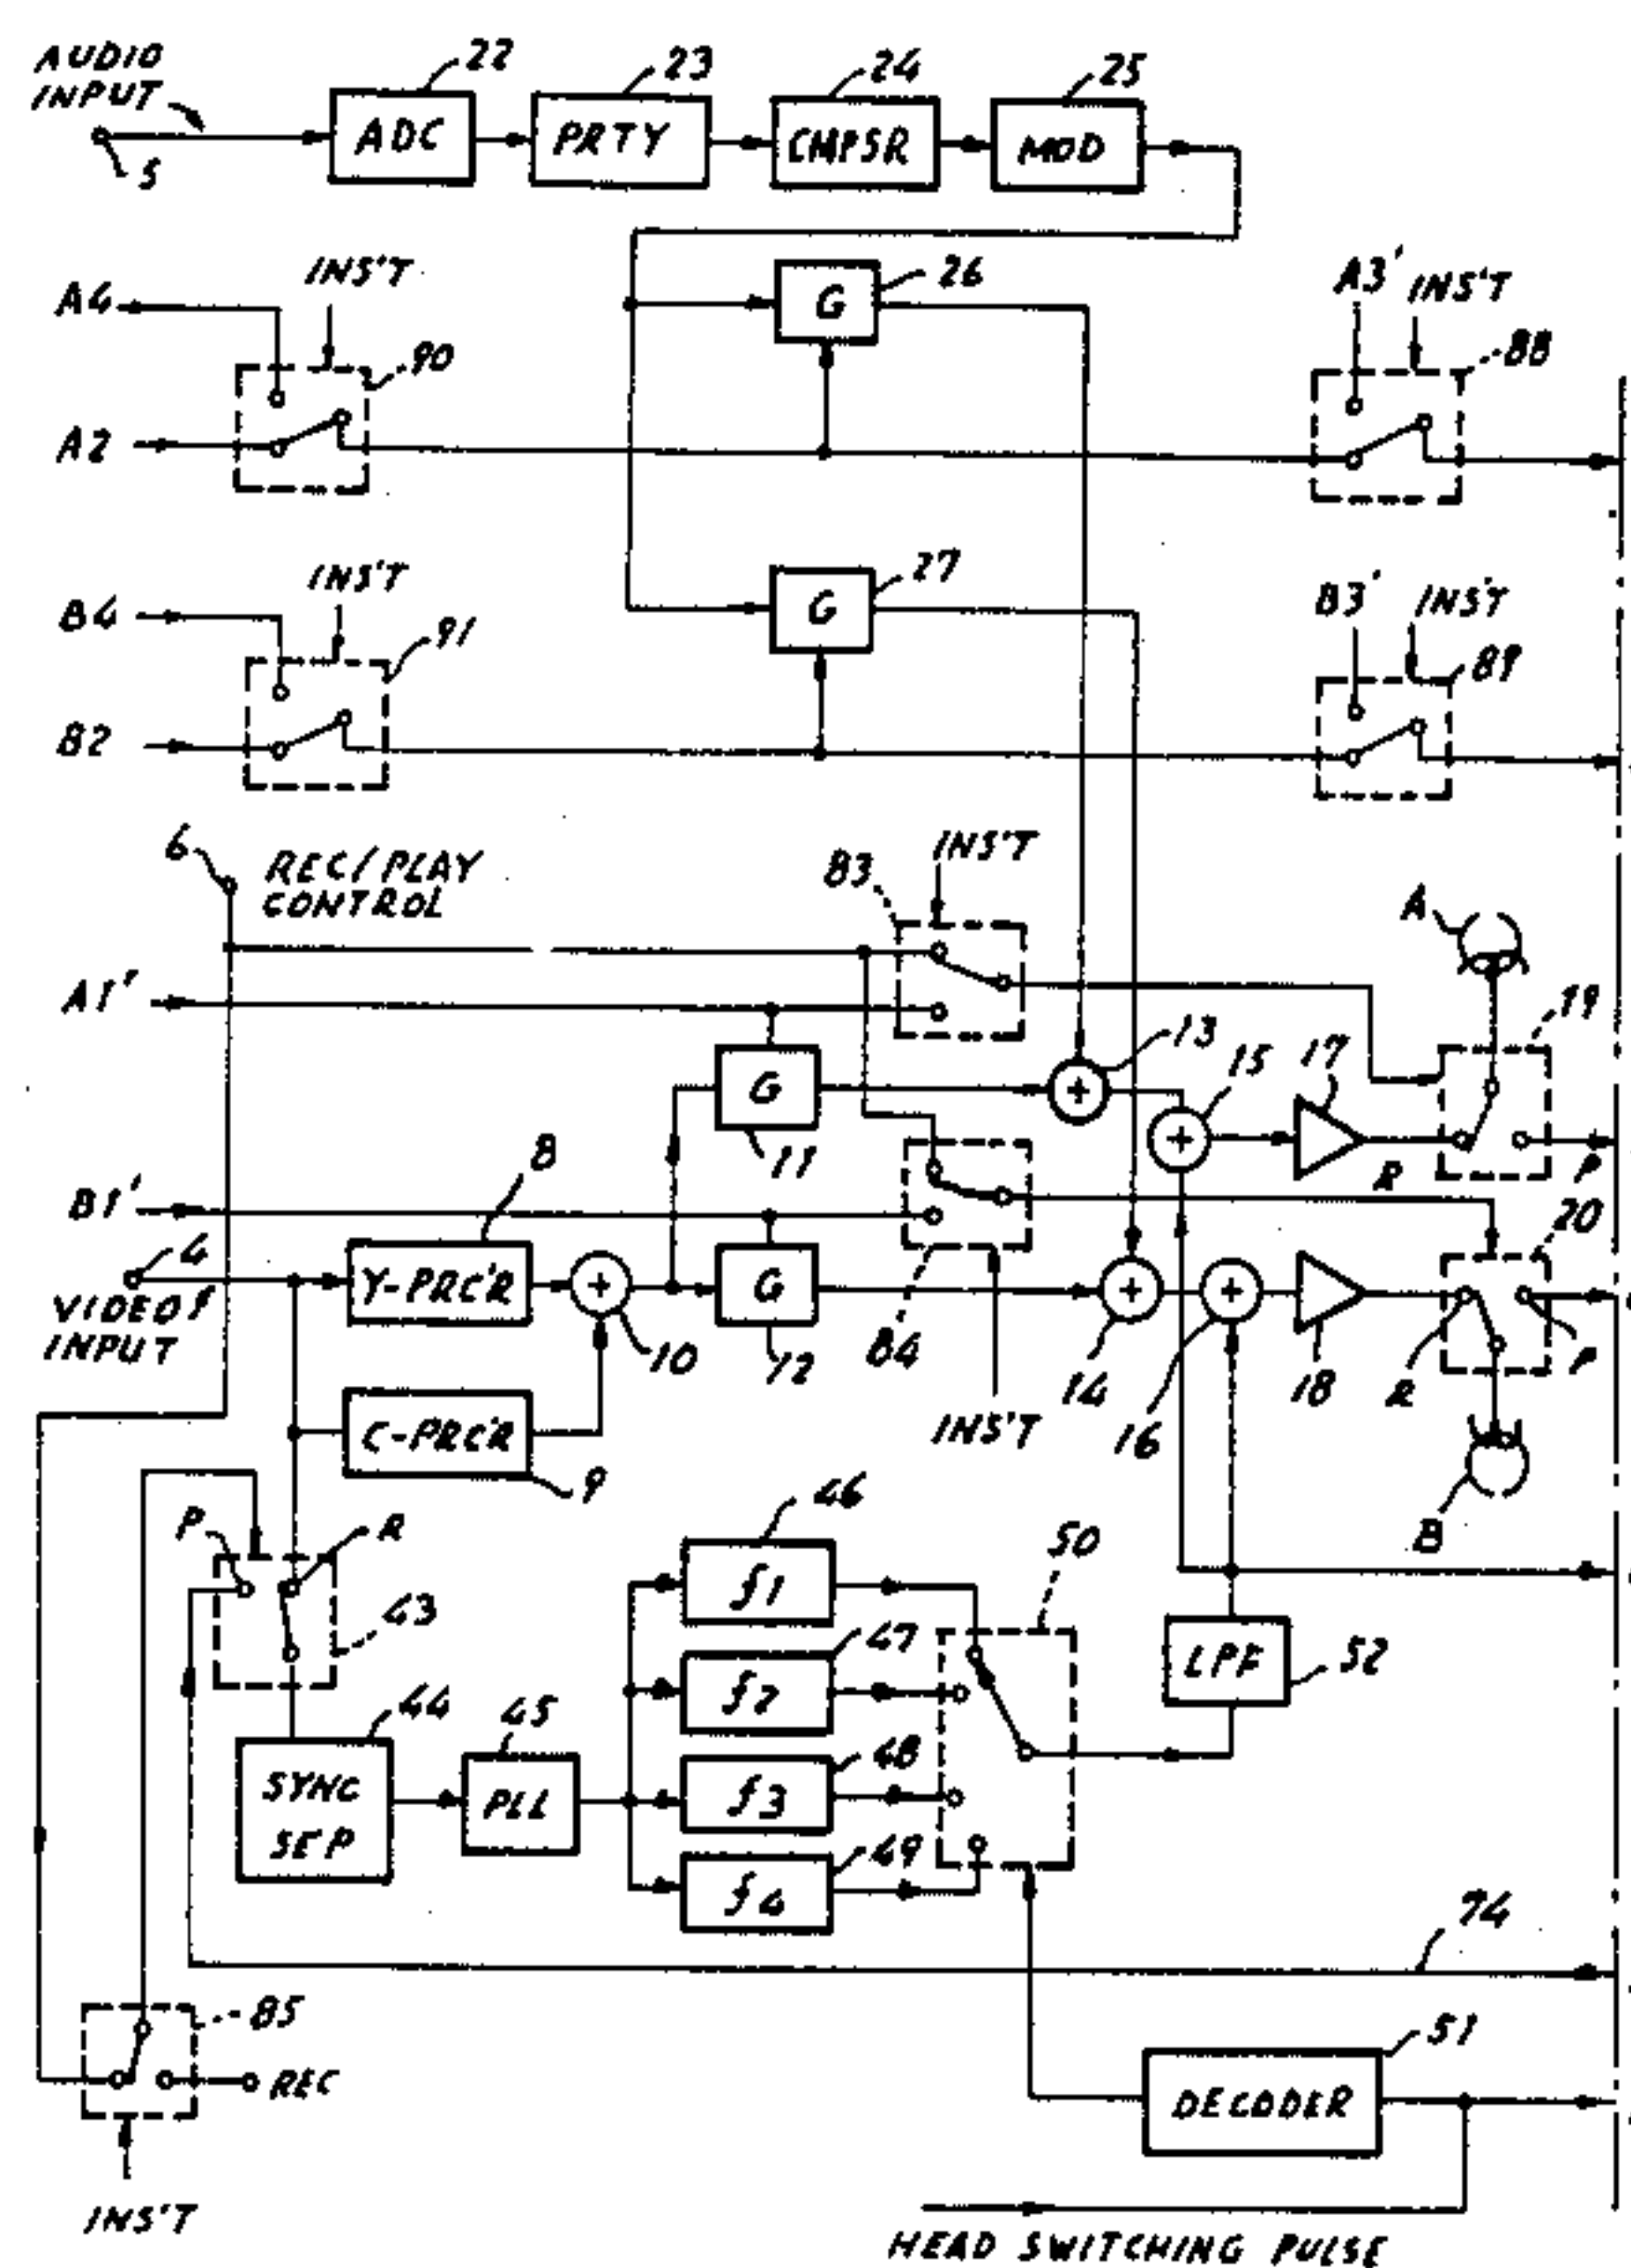 AUDIO
INPUT
5
22
ADC
23
PRTY
24
CMPSR
25
MOD
A4
INS'T
90
A2
26
G
A3'
INS'T
88
B4
INS'T
91
B2
27
G
B3'
INS'T
89
6
REC/PLAY
CONTROL
83
INS'T
A
A1'
G
11
13
15
17
19
R
P
B1'
8
4
VIDEO
INPUT
Y-PRC'R
10
G
12
84
INS'T
14
16
18
20
R
P
B
C-PRC'R
9
P
R
43
46
f1
50
47
f2
48
f3
49
f4
LPF
52
44
SYNC
SEP
45
PLL
74
85
REC
INS'T
51
DECODER
HEAD SWITCHING PULSE